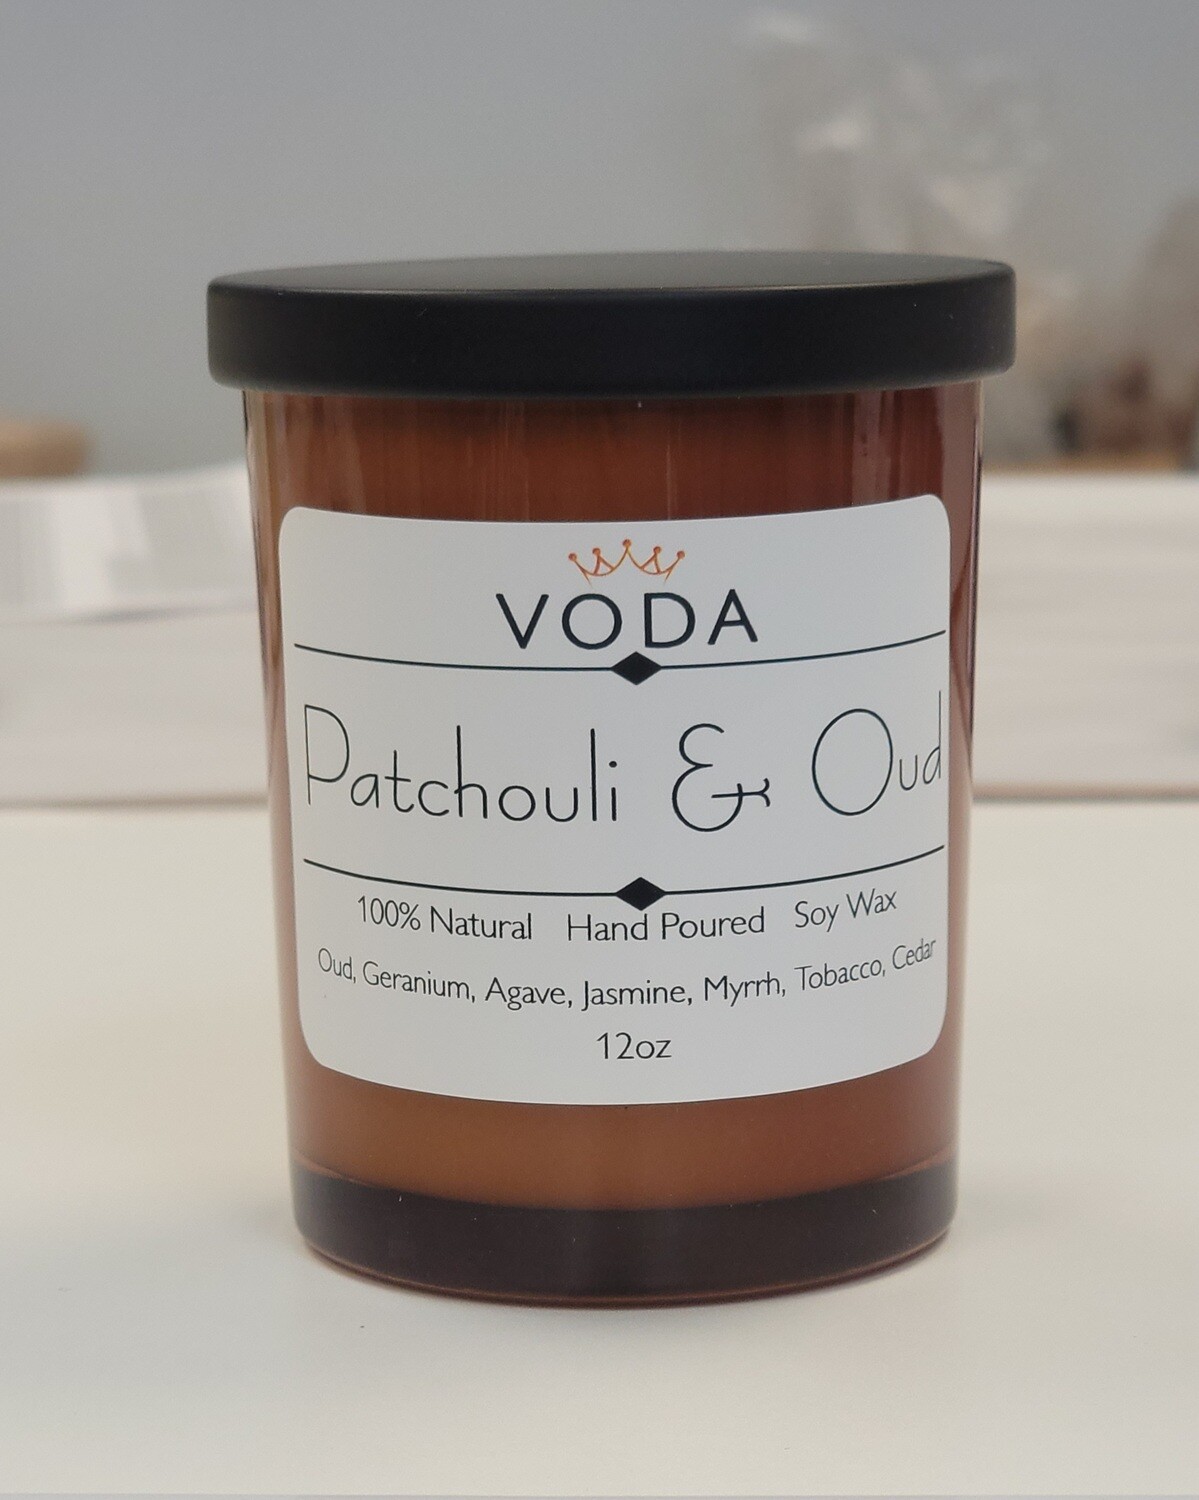 VODA
Patchouli & Oud
100% Natural Hand Poured Soy Wax
Oud, Geranium, Agave, Jasmine, Myrrh, Tobacco, Cedar
12oz